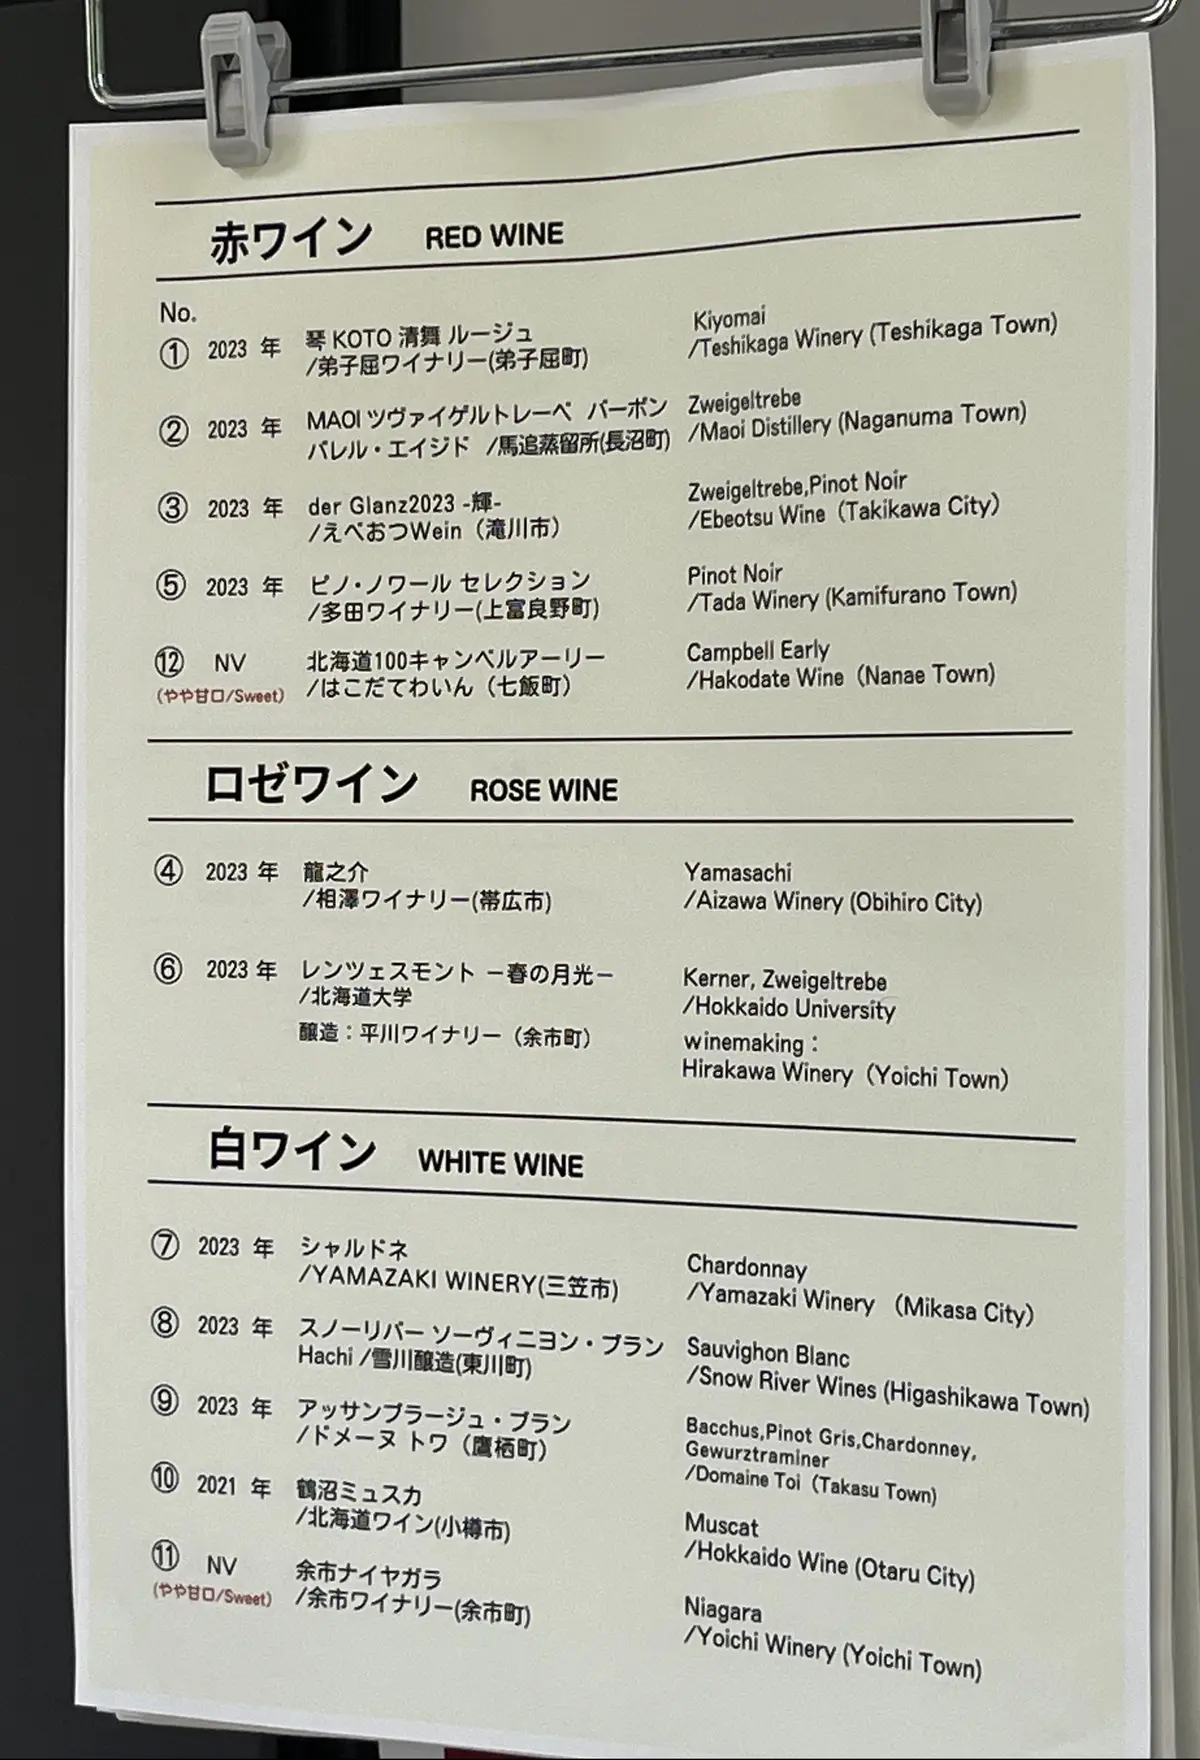 赤ワイン RED WINE
No.
① 2023 年 琴 KOTO 清舞 ルージュ
/弟子屈ワイナリー(弟子屈町)
Kiyomai
/Teshikaga Winery (Teshikaga Town)
② 2023 年 MAOI ツヴァイゲルトレーベ バーボン
バレル・エイジド /馬追蒸留所(長沼町)
Zweigeltrebe
/Maoi Distillery (Naganuma Town)
③ 2023 年 der Glanz2023 -輝-
/えべおつWein（滝川市）
Zweigeltrebe,Pinot Noir
/Ebeotsu Wine（Takikawa City）
⑤ 2023 年 ピノ・ノワール セレクション
/多田ワイナリー(上富良野町)
Pinot Noir
/Tada Winery (Kamifurano Town)
⑫ NV 北海道100キャンベルアーリー
(やや甘口/Sweet) /はこだてわいん（七飯町）
Campbell Early
/Hakodate Wine（Nanae Town)
ロゼワイン ROSE WINE
④ 2023 年 龍之介
/相澤ワイナリー(帯広市)
Yamasachi
/Aizawa Winery (Obihiro City)
⑥ 2023 年 レンツェスモント －春の月光－
/北海道大学
醸造：平川ワイナリー（余市町）
Kerner, Zweigeltrebe
/Hokkaido University
winemaking：
Hirakawa Winery（Yoichi Town）
白ワイン WHITE WINE
⑦ 2023 年 シャルドネ
/YAMAZAKI WINERY(三笠市)
Chardonnay
/Yamazaki Winery （Mikasa City）
⑧ 2023 年 スノーリバー ソーヴィニヨン・ブラン
Hachi /雪川醸造(東川町)
Sauvighon Blanc
/Snow River Wines (Higashikawa Town)
⑨ 2023 年 アッサンブラージュ・ブラン
/ドメーヌ トワ（鷹栖町）
Bacchus,Pinot Gris,Chardonney,
Gewurztraminer
/Domaine Toi（Takasu Town)
⑩ 2021 年 鶴沼ミュスカ
/北海道ワイン(小樽市)
Muscat
/Hokkaido Wine (Otaru City)
⑪ NV 余市ナイヤガラ
(やや甘口/Sweet) /余市ワイナリー(余市町)
Niagara
/Yoichi Winery (Yoichi Town)